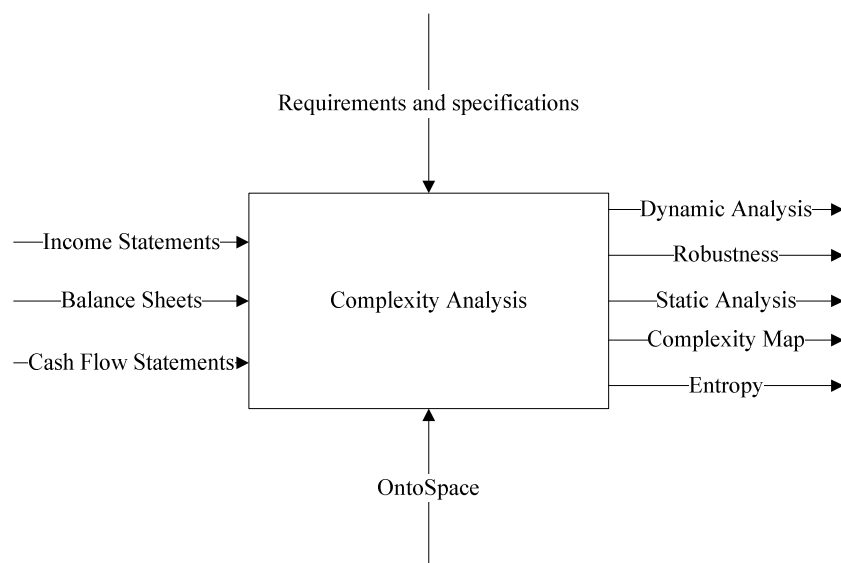 Requirements and specifications
Income Statements
Balance Sheets
Cash Flow Statements
Complexity Analysis
Dynamic Analysis
Robustness
Static Analysis
Complexity Map
Entropy
OntoSpace